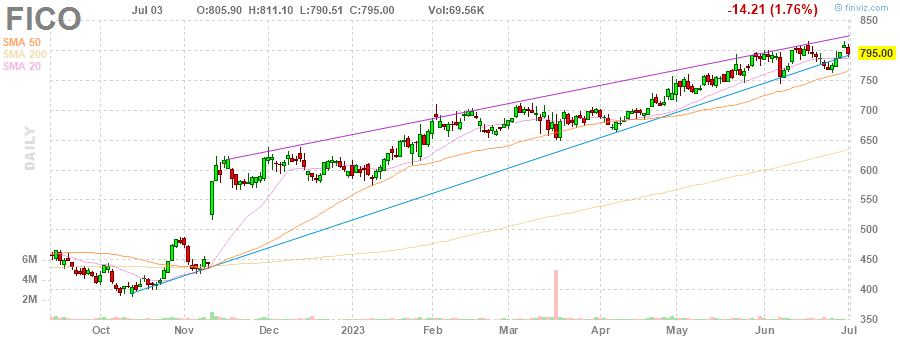 FICO Jul 03 O:805.90 H:811.10 L:790.51 C:795.00 Vol:69.56K -14.21 (1.76%) © finviz.com
SMA 50
SMA 200
SMA 20
DAILY
850
800
795.00
750
700
650
600
550
500
450
400
350
6M
4M
2M
Oct Nov Dec 2023 Feb Mar Apr May Jun Jul